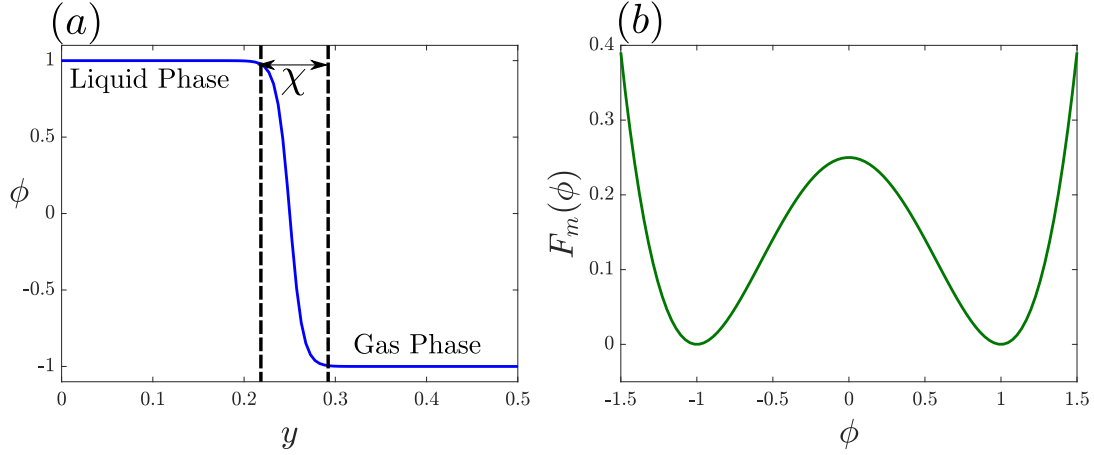 (a)
1
0.5
0
-0.5
-1
ϕ
Liquid Phase
χ
Gas Phase
0 0.1 0.2 0.3 0.4 0.5
y
(b)
0.4
0.3
0.2
0.1
0
F_m(ϕ)
-1.5 -1 -0.5 0 0.5 1 1.5
ϕ